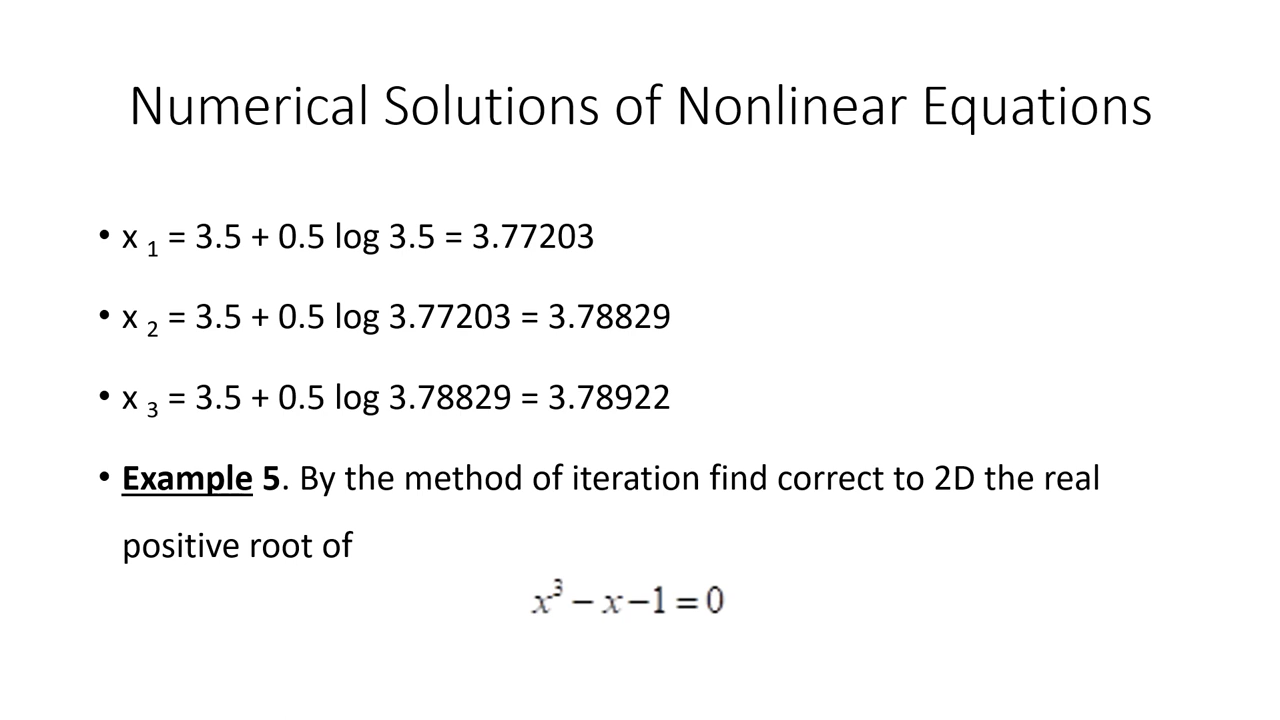 Numerical Solutions of Nonlinear Equations
• x ₁ = 3.5 + 0.5 log 3.5 = 3.77203
• x ₂ = 3.5 + 0.5 log 3.77203 = 3.78829
• x ₃ = 3.5 + 0.5 log 3.78829 = 3.78922
• Example 5. By the method of iteration find correct to 2D the real
positive root of
x³ − x − 1 = 0